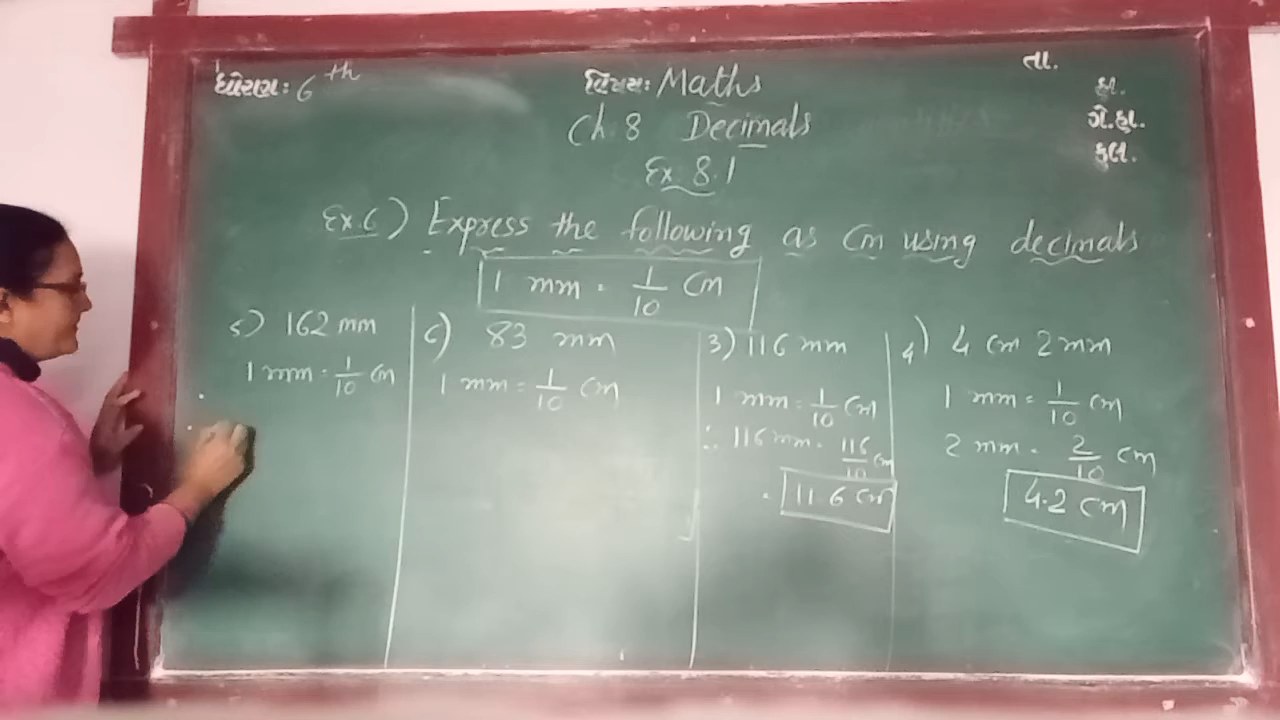 ધોરણ: 6th
વિષય: Maths
તા.
હા.
ગે.હા.
કુલ.
Ch. 8 Decimals
Ex. 8.1
Ex.6) Express the following as Cm using decimals
1 mm = 1/10 Cm
5) 162 mm
1 mm = 1/10 Cm
6) 83 mm
1 mm = 1/10 Cm
3) 116 mm
1 mm = 1/10 Cm
∴ 116 mm = 116/10 Cm
= 11.6 Cm
4) 4 Cm 2 mm
1 mm = 1/10 Cm
2 mm = 2/10 Cm
4.2 Cm